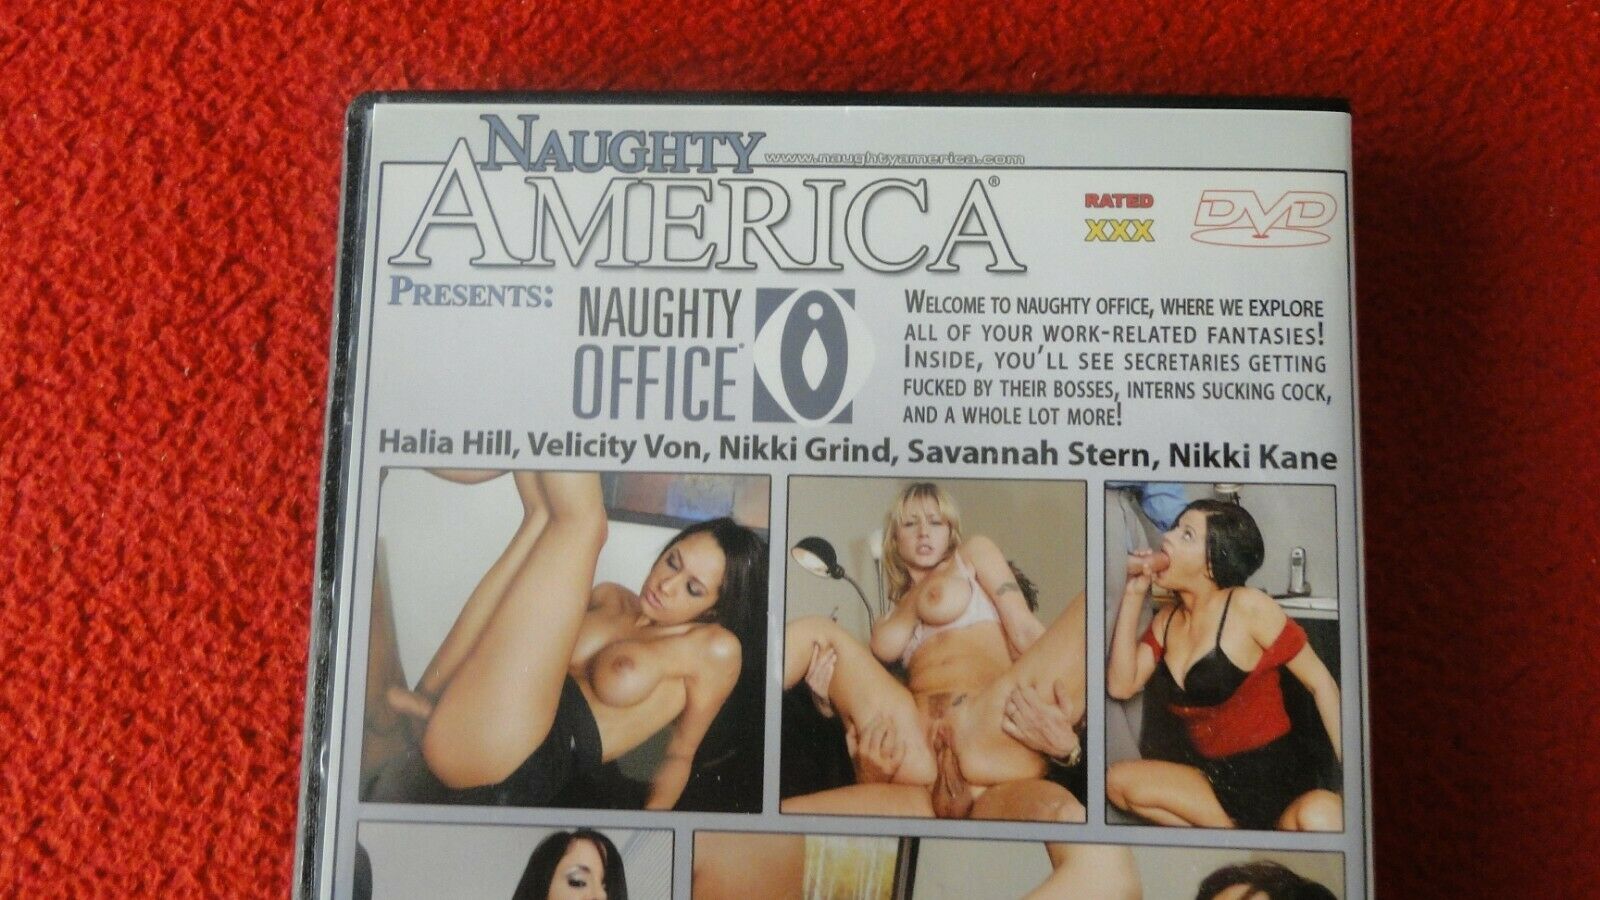 NAUGHTY www.naughtyamerica.com
AMERICA®
RATED
XXX
DVD
PRESENTS:
NAUGHTY
OFFICE®
WELCOME TO NAUGHTY OFFICE, WHERE WE EXPLORE
ALL OF YOUR WORK-RELATED FANTASIES!
INSIDE, YOU'LL SEE SECRETARIES GETTING
FUCKED BY THEIR BOSSES, INTERNS SUCKING COCK,
AND A WHOLE LOT MORE!
Halia Hill, Velicity Von, Nikki Grind, Savannah Stern, Nikki Kane